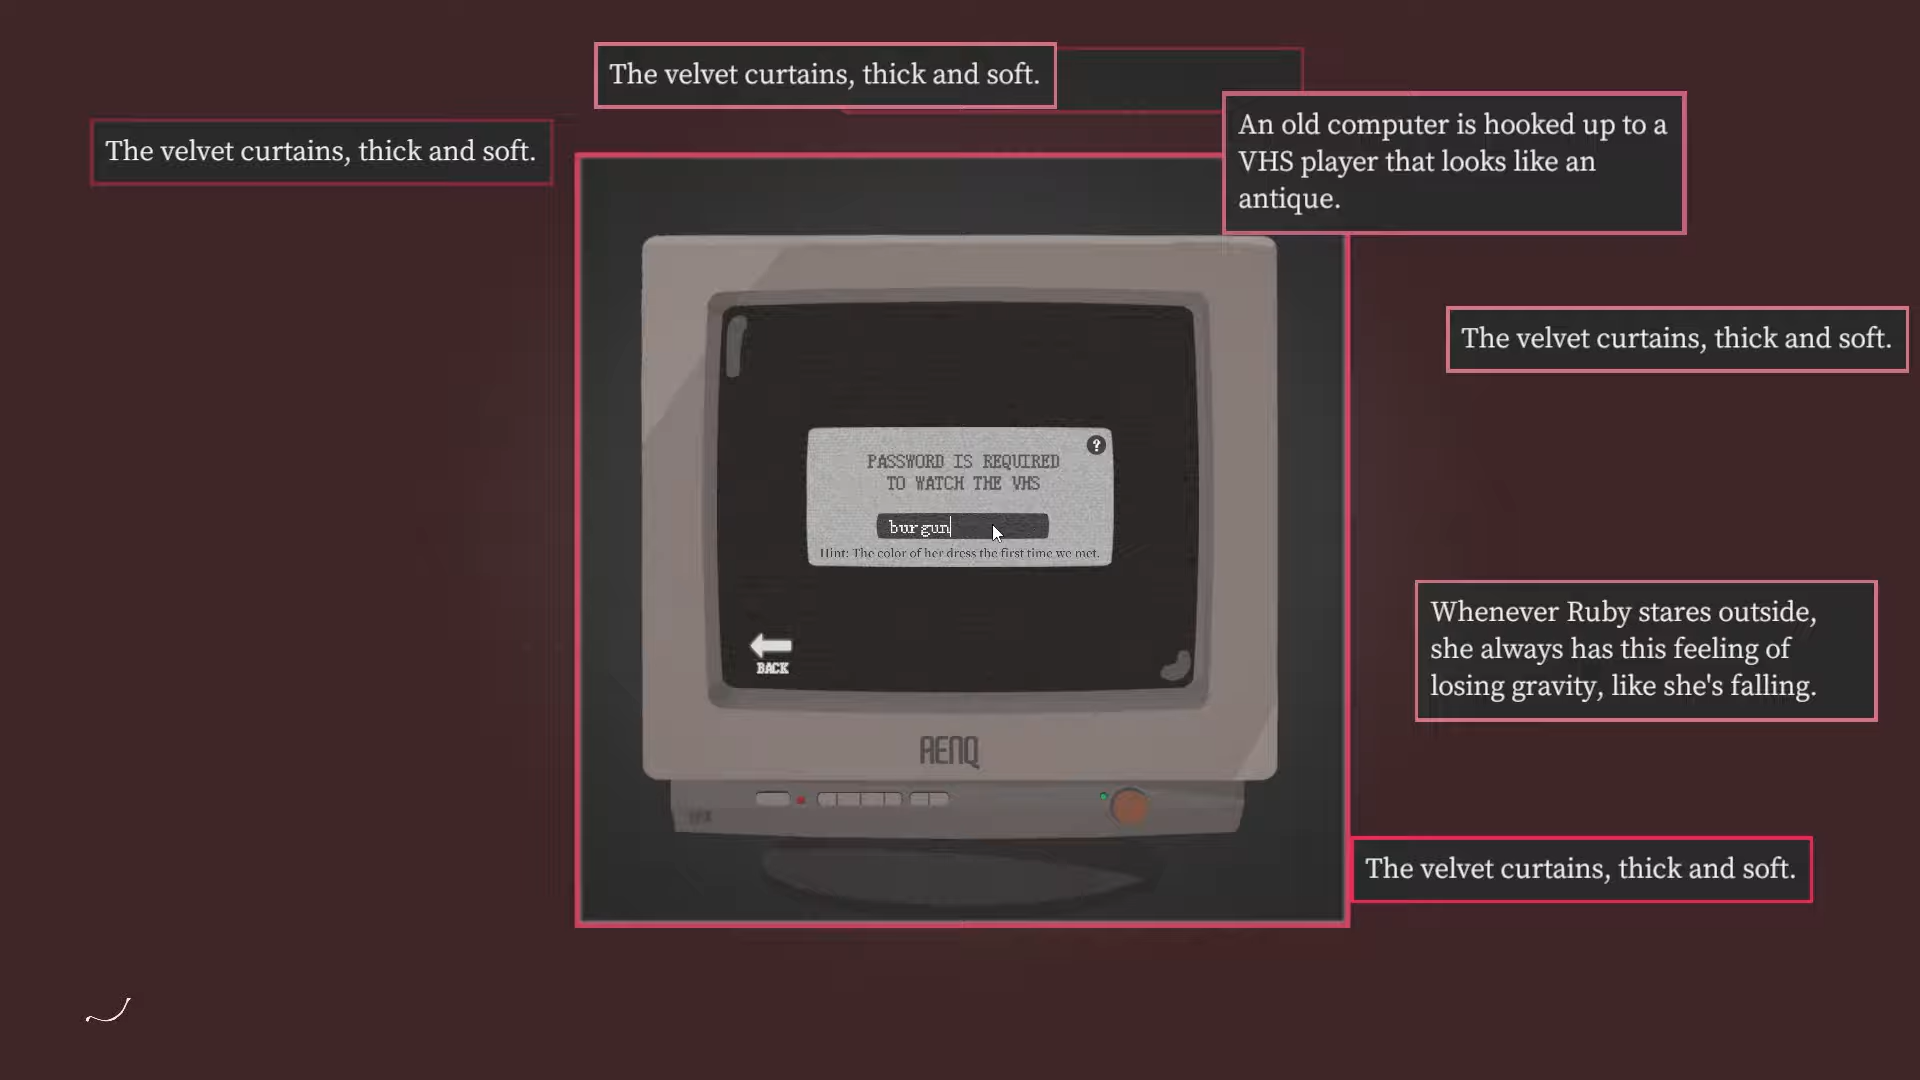 The velvet curtains, thick and soft.
An old computer is hooked up to a
VHS player that looks like an
antique.
The velvet curtains, thick and soft.
The velvet curtains, thick and soft.
?
PASSWORD IS REQUIRED
TO WATCH THE VHS
burgun
Hint: The color of her dress the first time we met.
BACK
Whenever Ruby stares outside,
she always has this feeling of
losing gravity, like she's falling.
AENQ
The velvet curtains, thick and soft.